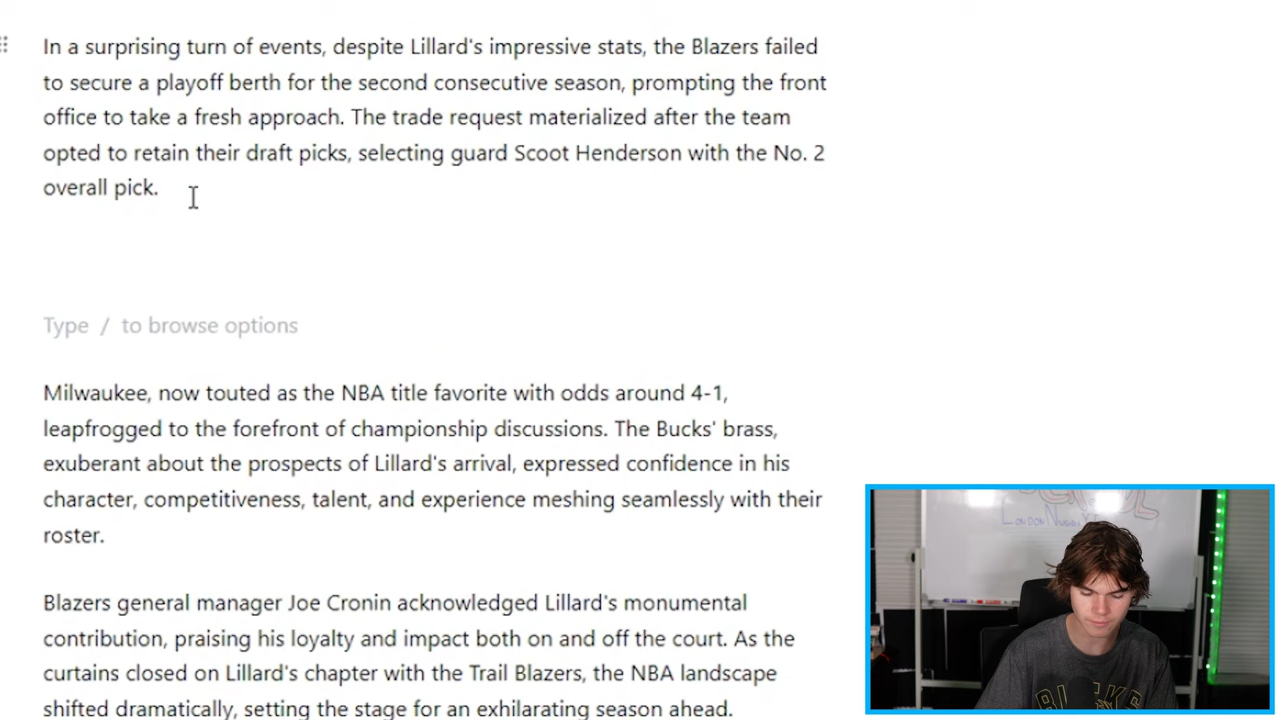 In a surprising turn of events, despite Lillard's impressive stats, the Blazers failed
to secure a playoff berth for the second consecutive season, prompting the front
office to take a fresh approach. The trade request materialized after the team
opted to retain their draft picks, selecting guard Scoot Henderson with the No. 2
overall pick.
Type / to browse options
Milwaukee, now touted as the NBA title favorite with odds around 4-1,
leapfrogged to the forefront of championship discussions. The Bucks' brass,
exuberant about the prospects of Lillard's arrival, expressed confidence in his
character, competitiveness, talent, and experience meshing seamlessly with their
roster.
Blazers general manager Joe Cronin acknowledged Lillard's monumental
contribution, praising his loyalty and impact both on and off the court. As the
curtains closed on Lillard's chapter with the Trail Blazers, the NBA landscape
shifted dramatically, setting the stage for an exhilarating season ahead.